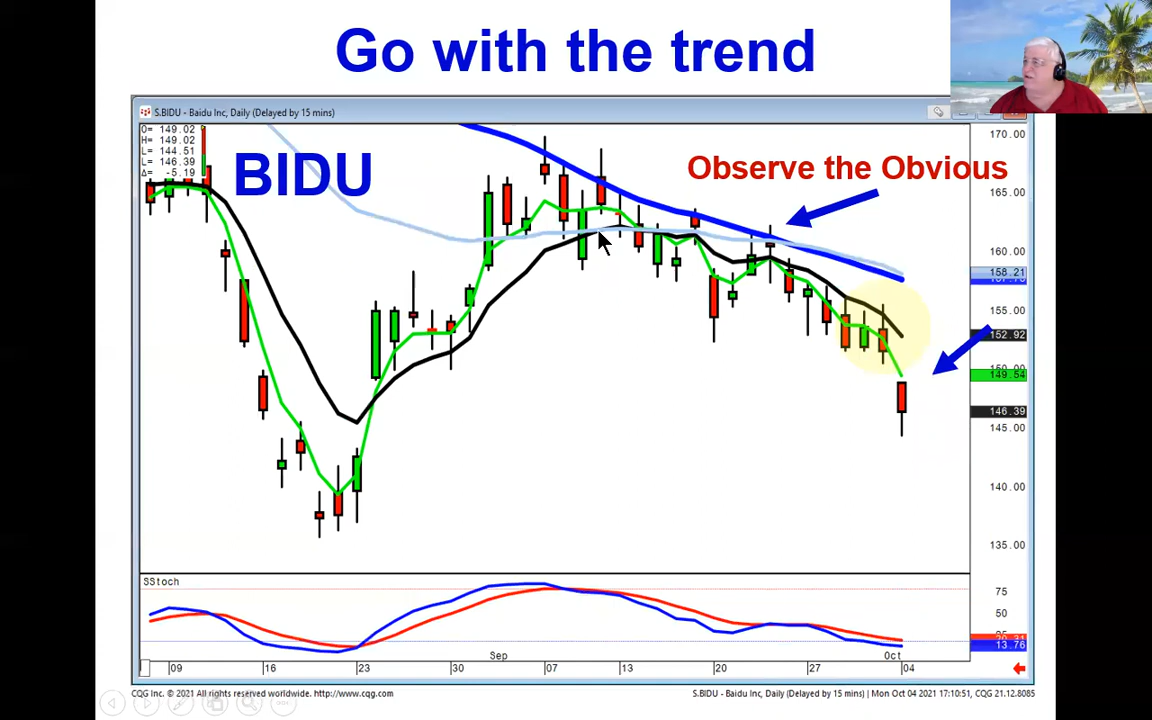 Go with the trend
S.BIDU - Baidu Inc, Daily (Delayed by 15 mins)
O= 149.02
H= 149.02
L= 144.51
L= 146.39
Δ= -5.19
BIDU
Observe the Obvious
170.00
165.00
160.00
158.21
155.00
152.92
149.54
146.39
145.00
140.00
135.00
SStoch
75
50
13.76
Sep
Oct
09
16
23
30
07
13
20
27
04
CQG Inc. © 2021 All rights reserved worldwide. http://www.cqg.com
S.BIDU - Baidu Inc, Daily (Delayed by 15 mins) | Mon Oct 04 2021 17:10:51, CQG 21.12.8085